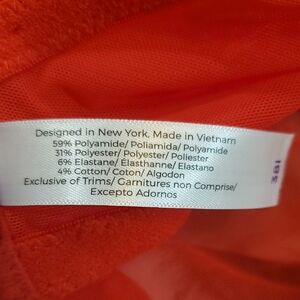 Designed in New York. Made in Vietnam
59% Polyamide/ Poliamida/ Polyamide
31% Polyester/ Polyester/ Poliester
6% Elastane/ Elasthanne/ Elastano
4% Cotton/ Coton/ Algodon
Exclusive of Trims/ Garnitures non Comprise/
Excepto Adornos